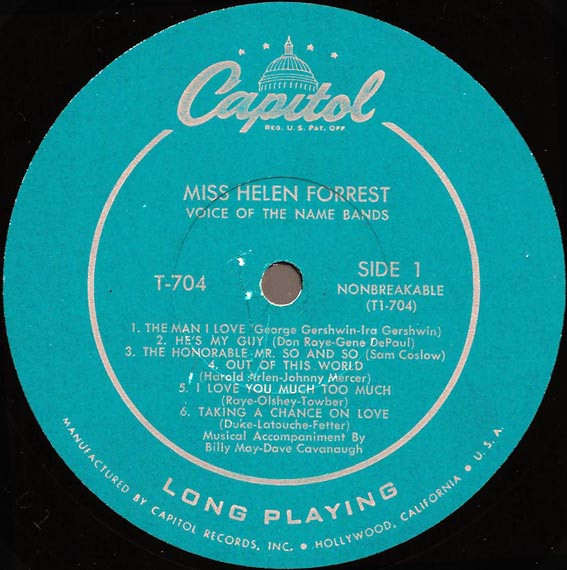 Capitol
REG. U. S. PAT. OFF.
MISS HELEN FORREST
VOICE OF THE NAME BANDS
T-704
SIDE 1
NONBREAKABLE
(T1-704)
1. THE MAN I LOVE "George Gershwin-Ira Gershwin)
2. HE'S MY GUY (Don Raye-Gene DePaul)
3. THE HONORABLE MR. SO AND SO (Sam Coslow)
4. OUT OF THIS WORLD
(Harold Arlen-Johnny Mercer)
5. I LOVE YOU MUCH TOO MUCH
(Raye-Olshey-Towber)
6. TAKING A CHANCE ON LOVE
(Duke-Latouche-Fetter)
Musical Accompaniment By
Billy May-Dave Cavanaugh
LONG PLAYING
MANUFACTURED BY CAPITOL RECORDS, INC. • HOLLYWOOD, CALIFORNIA • U. S. A.